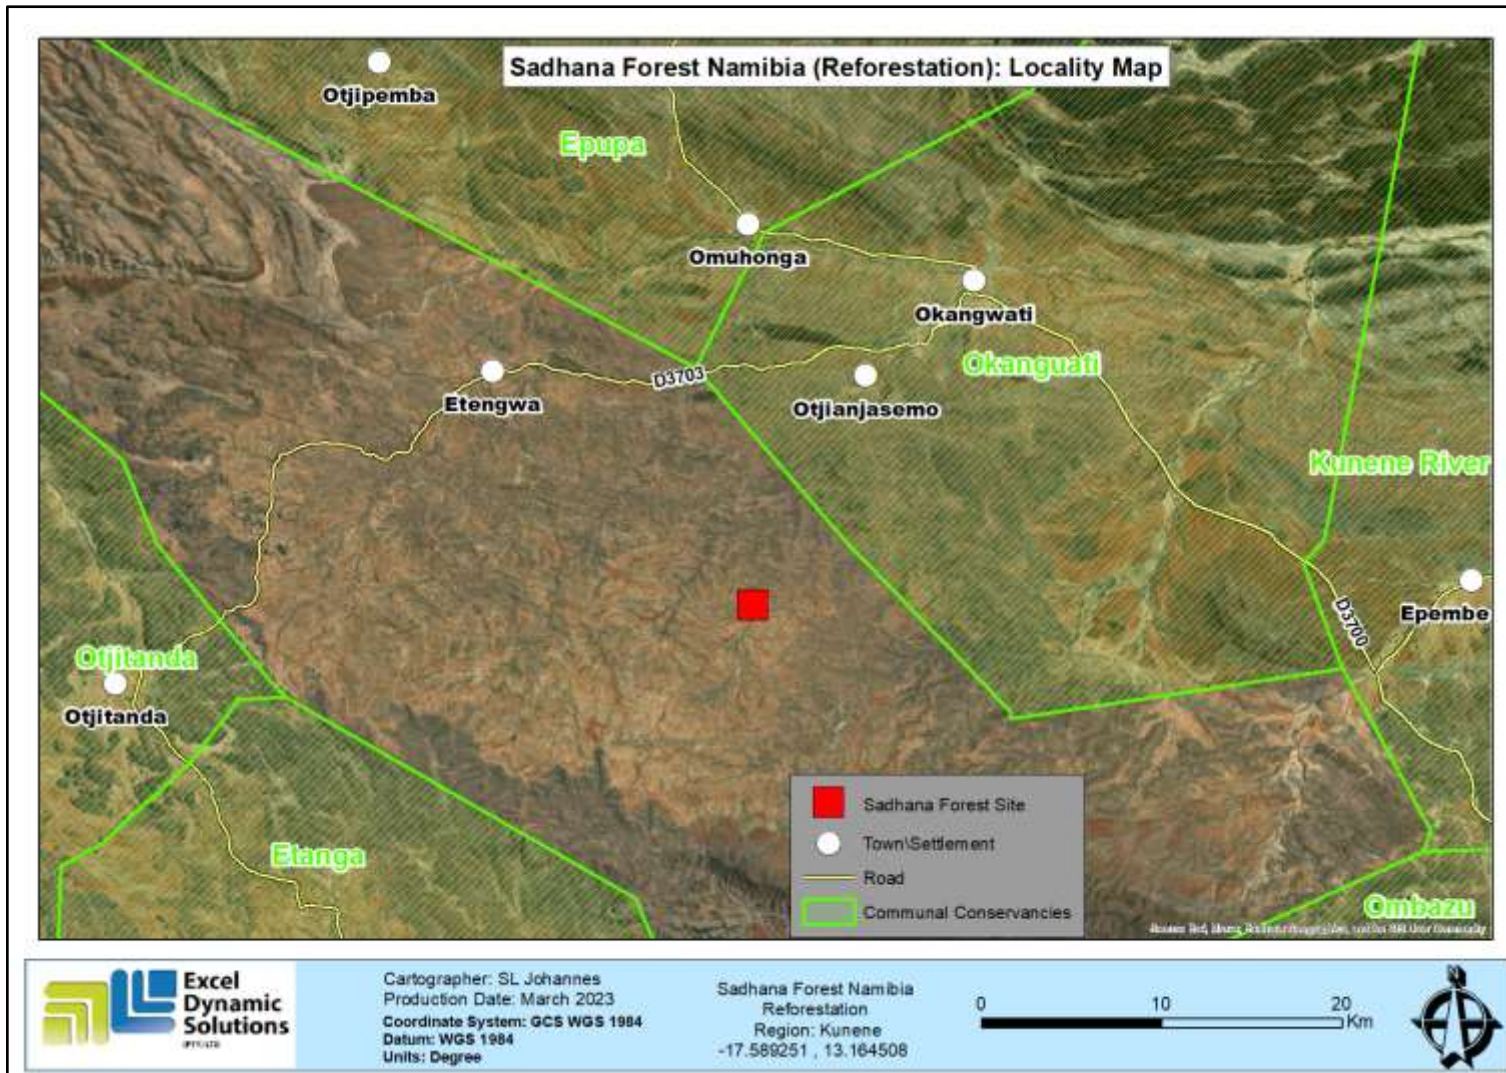 Sadhana Forest Namibia (Reforestation): Locality Map
Otjipemba
Epupa
Omuhonga
Okangwati
Okanguati
D3703
Etengwa
Otjianjasemo
Kunene River
Epembe
D3700
Otjitanda
Otjitanda
Etanga
Ombazu
Sadhana Forest Site
Town\Settlement
Road
Communal Conservancies
Excel
Dynamic
Solutions
(PTY) LTD
Cartographer: SL Johannes
Production Date: March 2023
Coordinate System: GCS WGS 1984
Datum: WGS 1984
Units: Degree
Sadhana Forest Namibia
Reforestation
Region: Kunene
-17.589251 , 13.164508
0 10 20
Km
N